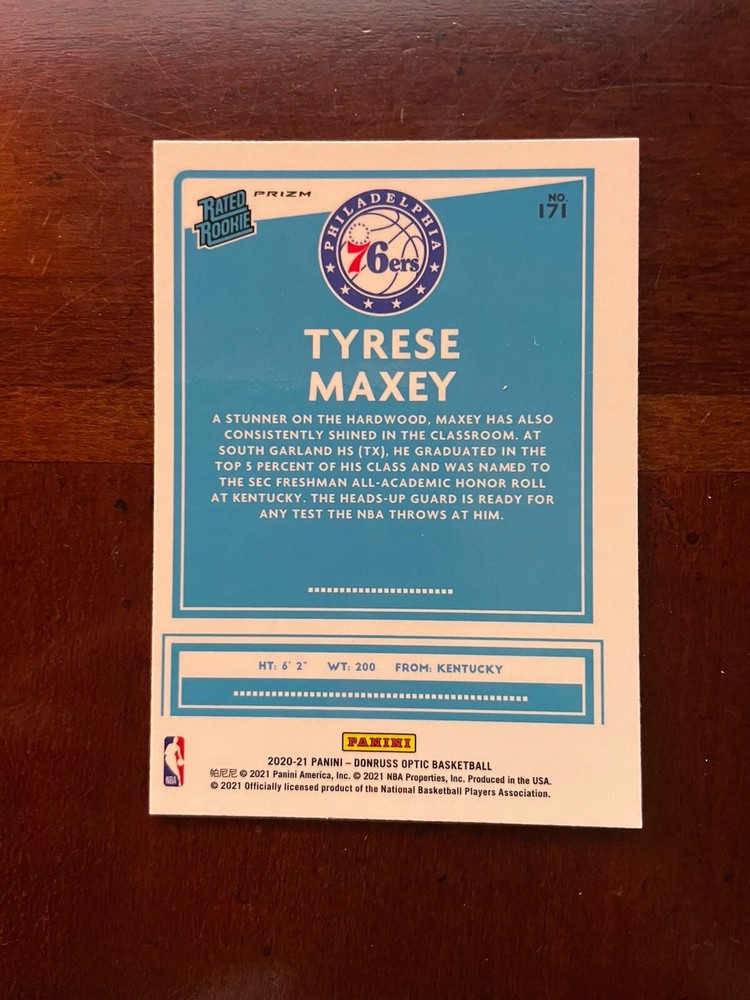 RATED
ROOKIE
PRIZM
NO.
171
PHILADELPHIA
76ers
TYRESE
MAXEY
A STUNNER ON THE HARDWOOD, MAXEY HAS ALSO
CONSISTENTLY SHINED IN THE CLASSROOM. AT
SOUTH GARLAND HS (TX), HE GRADUATED IN THE
TOP 5 PERCENT OF HIS CLASS AND WAS NAMED TO
THE SEC FRESHMAN ALL-ACADEMIC HONOR ROLL
AT KENTUCKY. THE HEADS-UP GUARD IS READY FOR
ANY TEST THE NBA THROWS AT HIM.
HT: 6' 2" WT: 200 FROM: KENTUCKY
PANINI
2020-21 PANINI – DONRUSS OPTIC BASKETBALL
帕尼尼 © 2021 Panini America, Inc. © 2021 NBA Properties, Inc. Produced in the USA.
© 2021 Officially licensed product of the National Basketball Players Association.
NBA